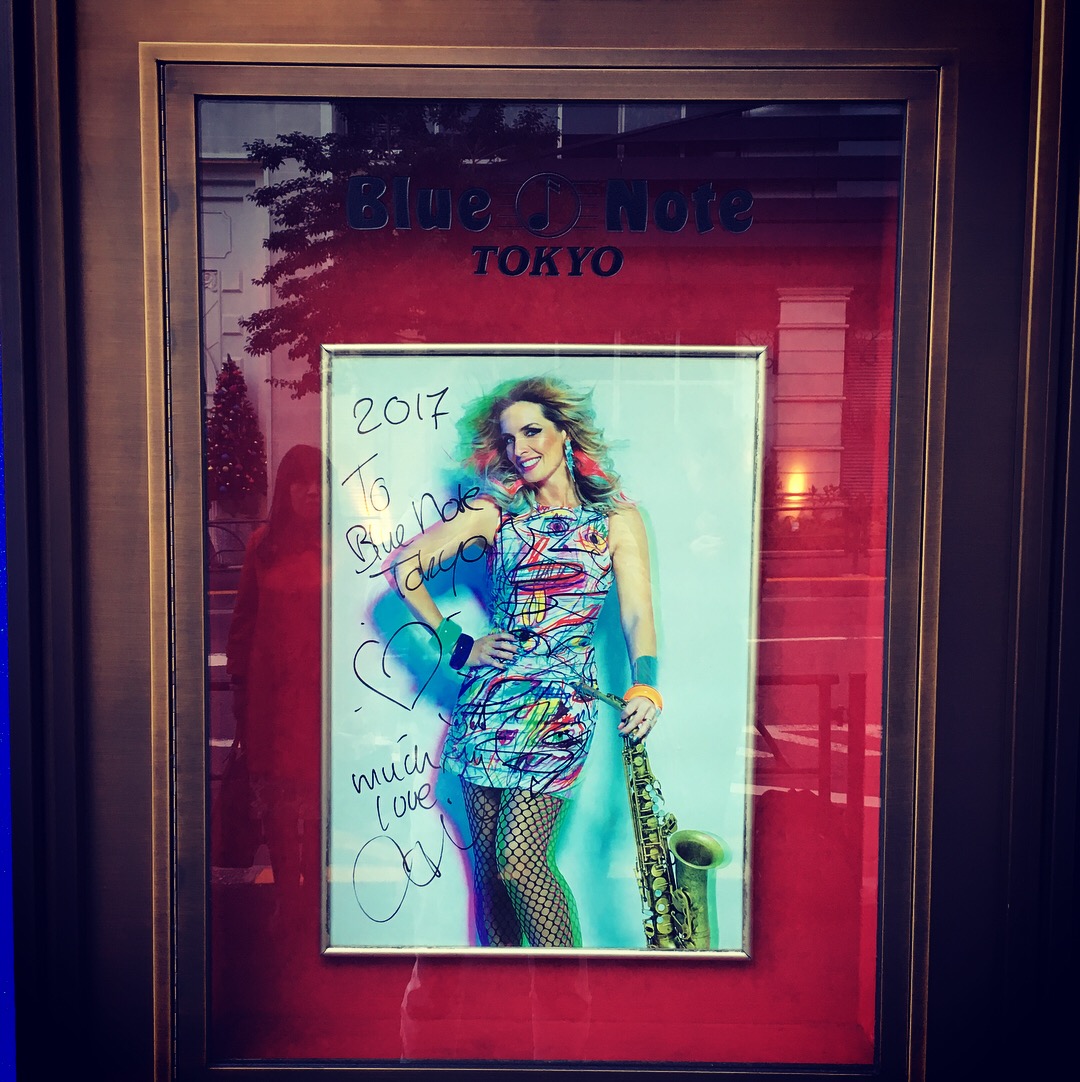 Blue Note
TOKYO
2017
To
Blue Note
Tokyo
much
love